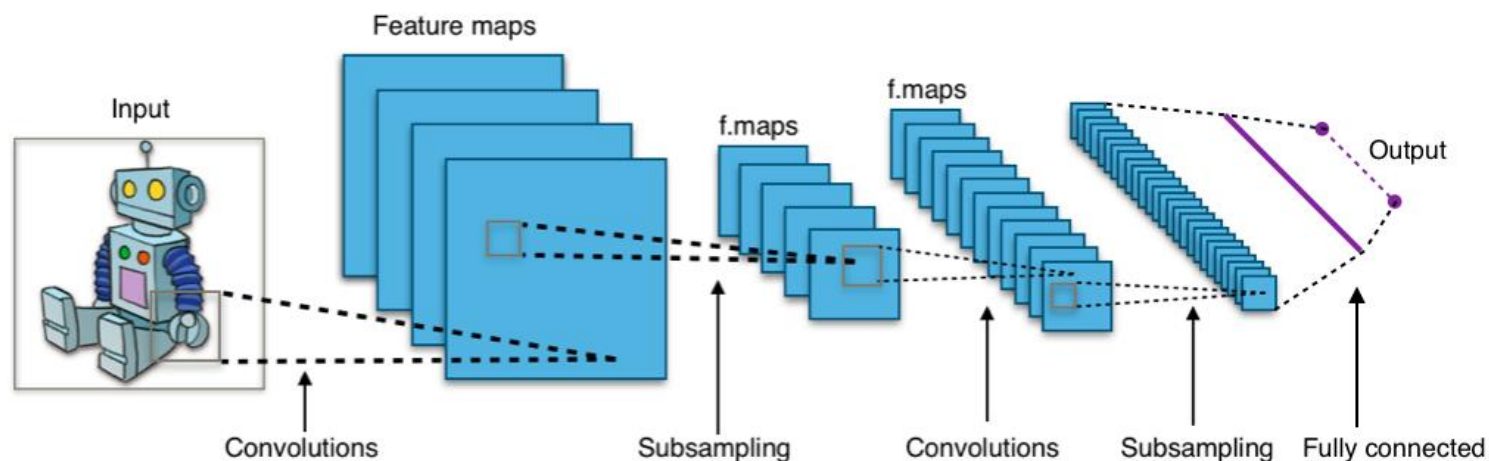 Feature maps
f.maps
Input
f.maps
Output
Convolutions
Subsampling
Convolutions
Subsampling
Fully connected